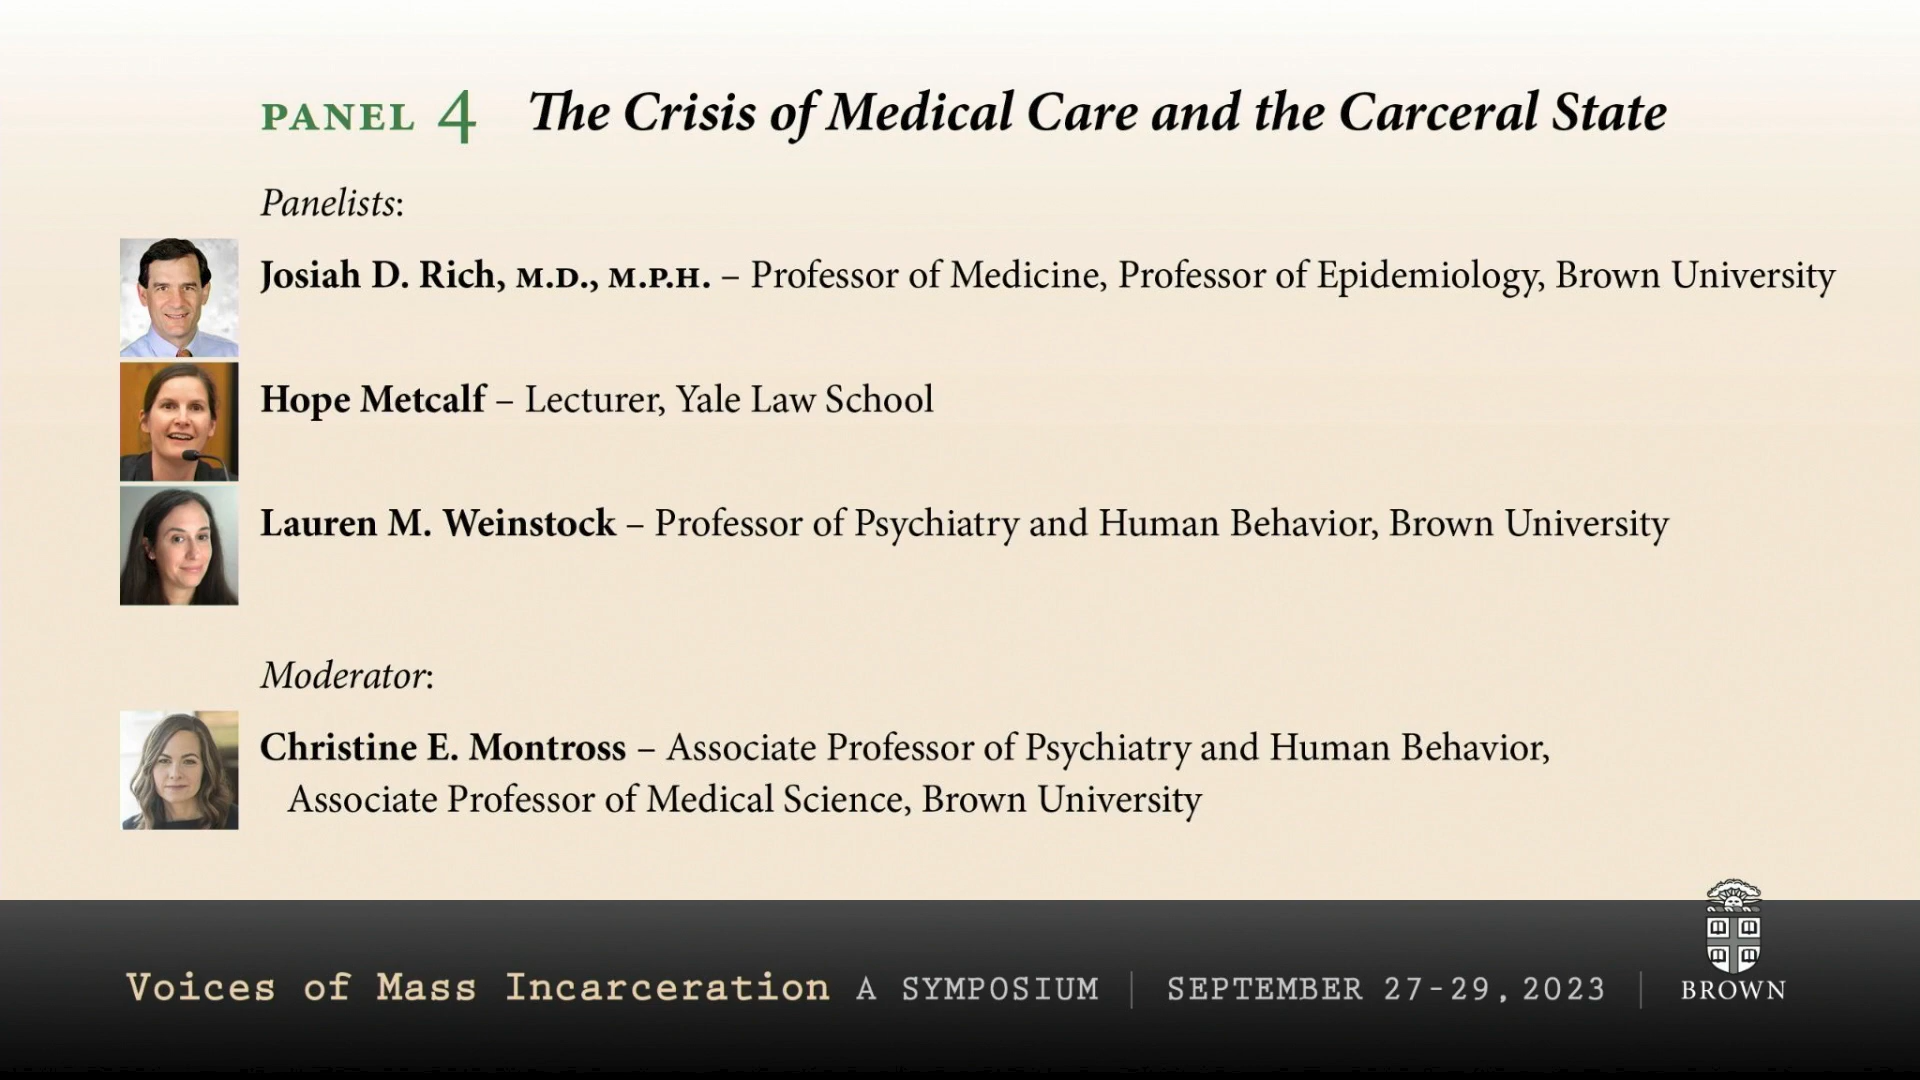 PANEL 4 The Crisis of Medical Care and the Carceral State
Panelists:
Josiah D. Rich, M.D., M.P.H. – Professor of Medicine, Professor of Epidemiology, Brown University
Hope Metcalf – Lecturer, Yale Law School
Lauren M. Weinstock – Professor of Psychiatry and Human Behavior, Brown University
Moderator:
Christine E. Montross – Associate Professor of Psychiatry and Human Behavior,
Associate Professor of Medical Science, Brown University
Voices of Mass Incarceration A SYMPOSIUM | SEPTEMBER 27-29, 2023 | BROWN